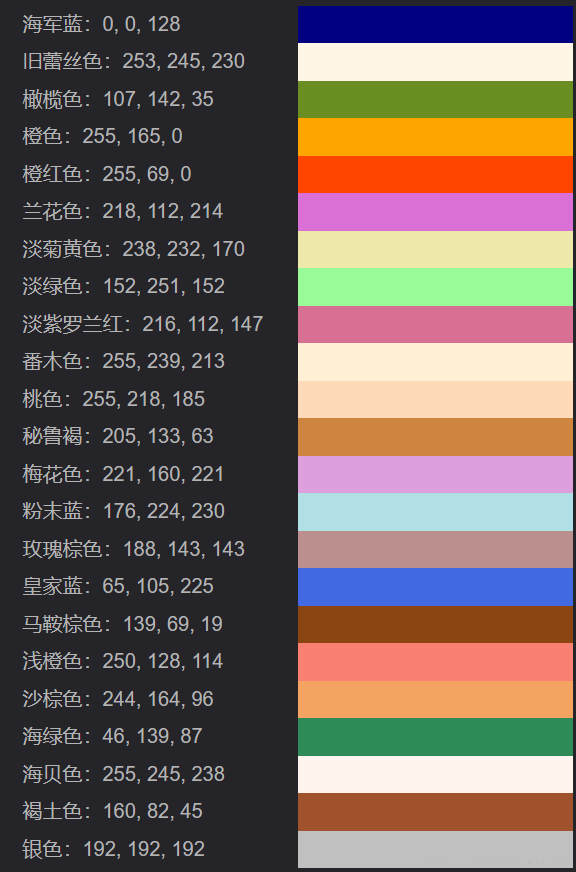 海军蓝：0, 0, 128
旧蕾丝色：253, 245, 230
橄榄色：107, 142, 35
橙色：255, 165, 0
橙红色：255, 69, 0
兰花色：218, 112, 214
淡菊黄色：238, 232, 170
淡绿色：152, 251, 152
淡紫罗兰红：216, 112, 147
番木色：255, 239, 213
桃色：255, 218, 185
秘鲁褐：205, 133, 63
梅花色：221, 160, 221
粉末蓝：176, 224, 230
玫瑰棕色：188, 143, 143
皇家蓝：65, 105, 225
马鞍棕色：139, 69, 19
浅橙色：250, 128, 114
沙棕色：244, 164, 96
海绿色：46, 139, 87
海贝色：255, 245, 238
褐土色：160, 82, 45
银色：192, 192, 192